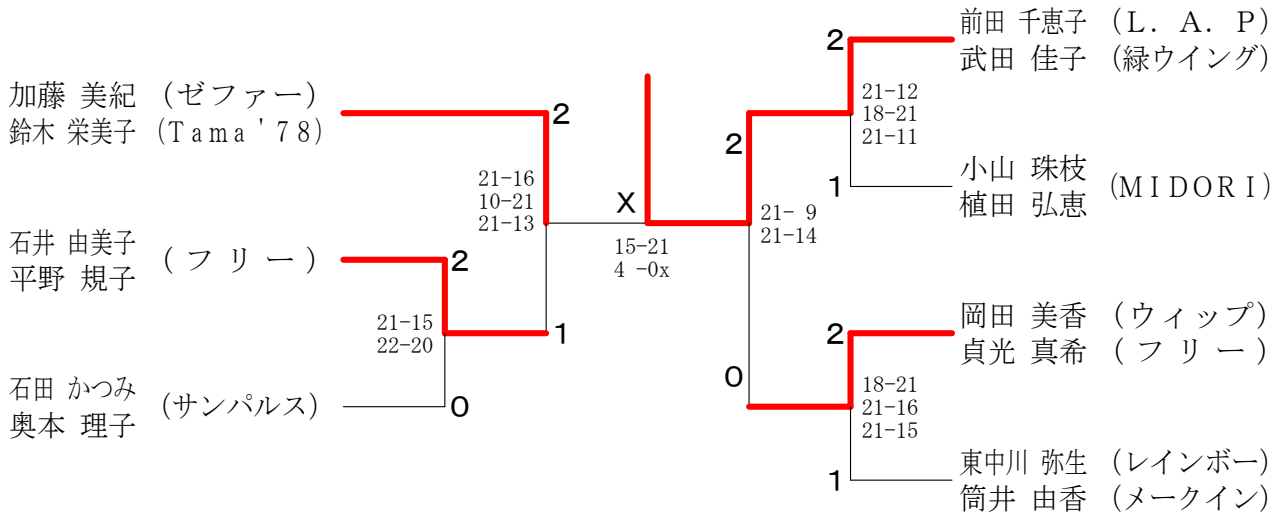 加藤 美紀 (ゼファー)
鈴木 栄美子 (Tama'78)
石井 由美子
平野 規子
(フリー)
石田 かつみ
奥本 理子
(サンパルス)
2
21-15
22-20
0
2
21-16
10-21
21-13
1
X
15-21
4 -0x
2
21- 9
21-14
0
2
21-12
18-21
21-11
1
2
18-21
21-16
21-15
1
前田 千恵子 (L. A. P)
武田 佳子 (緑ウイング)
小山 珠枝
植田 弘恵
(MIDORI)
岡田 美香 (ウィップ)
貞光 真希 (フリー)
東中川 弥生 (レインボー)
筒井 由香 (メークイン)